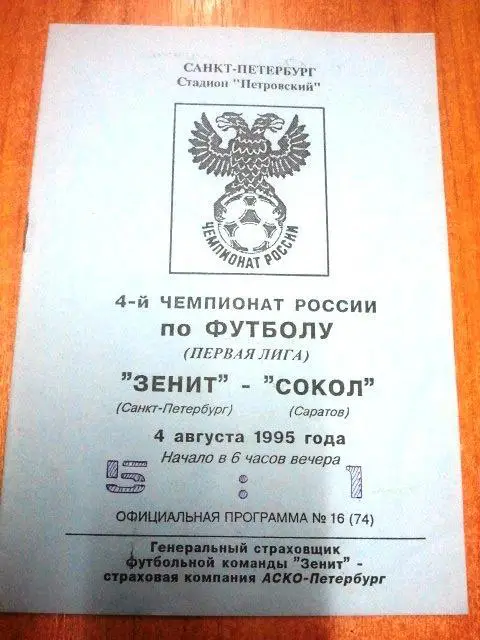 САНКТ-ПЕТЕРБУРГ
Стадион "Петровский"
ЧЕМПИОНАТ РОССИИ
4-й ЧЕМПИОНАТ РОССИИ
по ФУТБОЛУ
(ПЕРВАЯ ЛИГА)
"ЗЕНИТ" - "СОКОЛ"
(Санкт-Петербург) (Саратов)
4 августа 1995 года
Начало в 6 часов вечера
5 : 1
ОФИЦИАЛЬНАЯ ПРОГРАММА № 16 (74)
Генеральный страховщик
футбольной команды "Зенит" -
страховая компания АСКО-Петербург